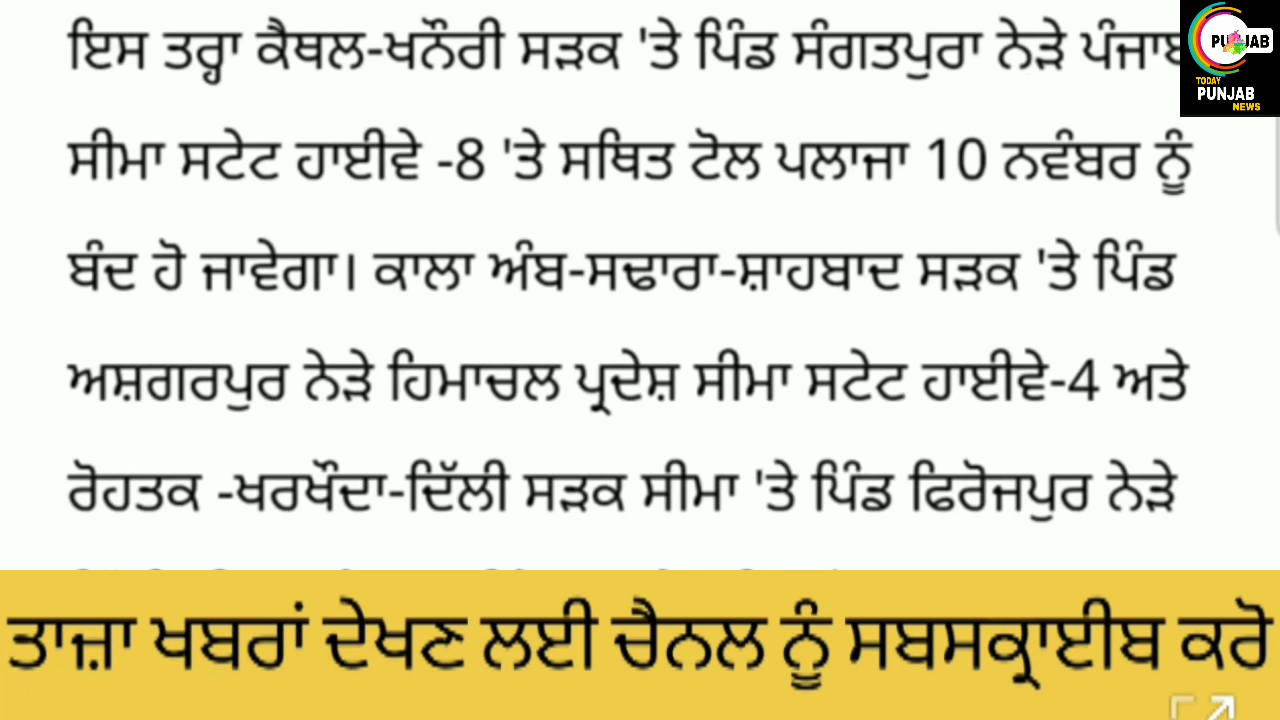 ਇਸ ਤਰ੍ਹਾ ਕੈਥਲ-ਖਨੌਰੀ ਸੜਕ 'ਤੇ ਪਿੰਡ ਸੰਗਤਪੁਰਾ ਨੇੜੇ
ਸੀਮਾ ਸਟੇਟ ਹਾਈਵੇ -8 'ਤੇ ਸਥਿਤ ਟੋਲ ਪਲਾਜਾ 10 ਨਵੰਬਰ ਨੂੰ
ਬੰਦ ਹੋ ਜਾਵੇਗਾ। ਕਾਲਾ ਅੰਬ-ਸਢਾਰਾ-ਸ਼ਾਹਬਾਦ ਸੜਕ 'ਤੇ ਪਿੰਡ
ਅਸ਼ਗਰਪੁਰ ਨੇੜੇ ਹਿਮਾਚਲ ਪ੍ਰਦੇਸ਼ ਸੀਮਾ ਸਟੇਟ ਹਾਈਵੇ-4 ਅਤੇ
ਰੋਹਤਕ -ਖਰਖੌਦਾ-ਦਿੱਲੀ ਸੜਕ ਸੀਮਾ 'ਤੇ ਪਿੰਡ ਫਿਰੋਜਪੁਰ ਨੇੜੇ
ਤਾਜ਼ਾ ਖਬਰਾਂ ਦੇਖਣ ਲਈ ਚੈਨਲ ਨੂੰ ਸਬਸਕ੍ਰਾਈਬ ਕਰੋ
PUNJAB
TODAY
PUNJAB
NEWS